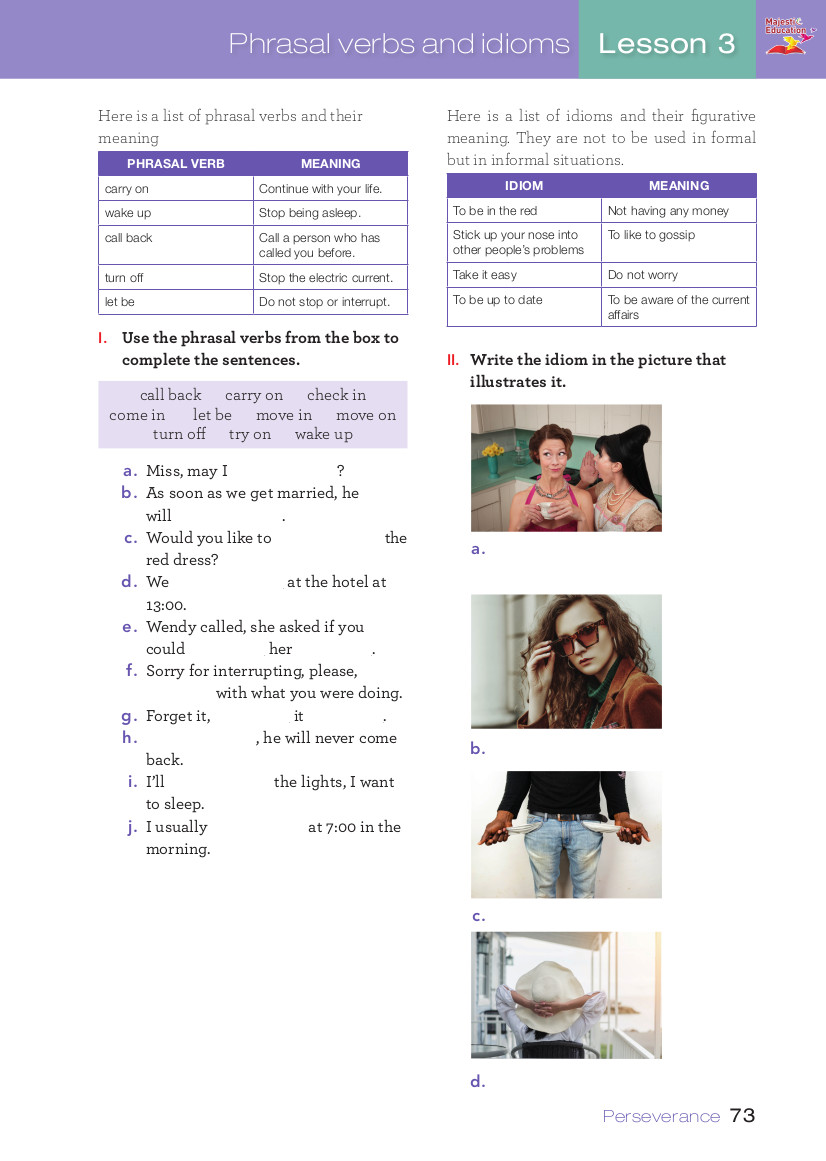 Phrasal verbs and idioms
Lesson 3
Majestic
Education
Here is a list of phrasal verbs and their
meaning
PHRASAL VERB MEANING
carry on Continue with your life.
wake up Stop being asleep.
call back Call a person who has
called you before.
turn off Stop the electric current.
let be Do not stop or interrupt.
I. Use the phrasal verbs from the box to
complete the sentences.
call back carry on check in
come in let be move in move on
turn off try on wake up
a. Miss, may I ?
b. As soon as we get married, he
will .
c. Would you like to the
red dress?
d. We at the hotel at
13:00.
e. Wendy called, she asked if you
could her .
f. Sorry for interrupting, please,
with what you were doing.
g. Forget it, it .
h. , he will never come
back.
i. I'll the lights, I want
to sleep.
j. I usually at 7:00 in the
morning.
Here is a list of idioms and their figurative
meaning. They are not to be used in formal
but in informal situations.
IDIOM MEANING
To be in the red Not having any money
Stick up your nose into To like to gossip
other people's problems
Take it easy Do not worry
To be up to date To be aware of the current
affairs
II. Write the idiom in the picture that
illustrates it.
a.
b.
c.
d.
Perseverance 73